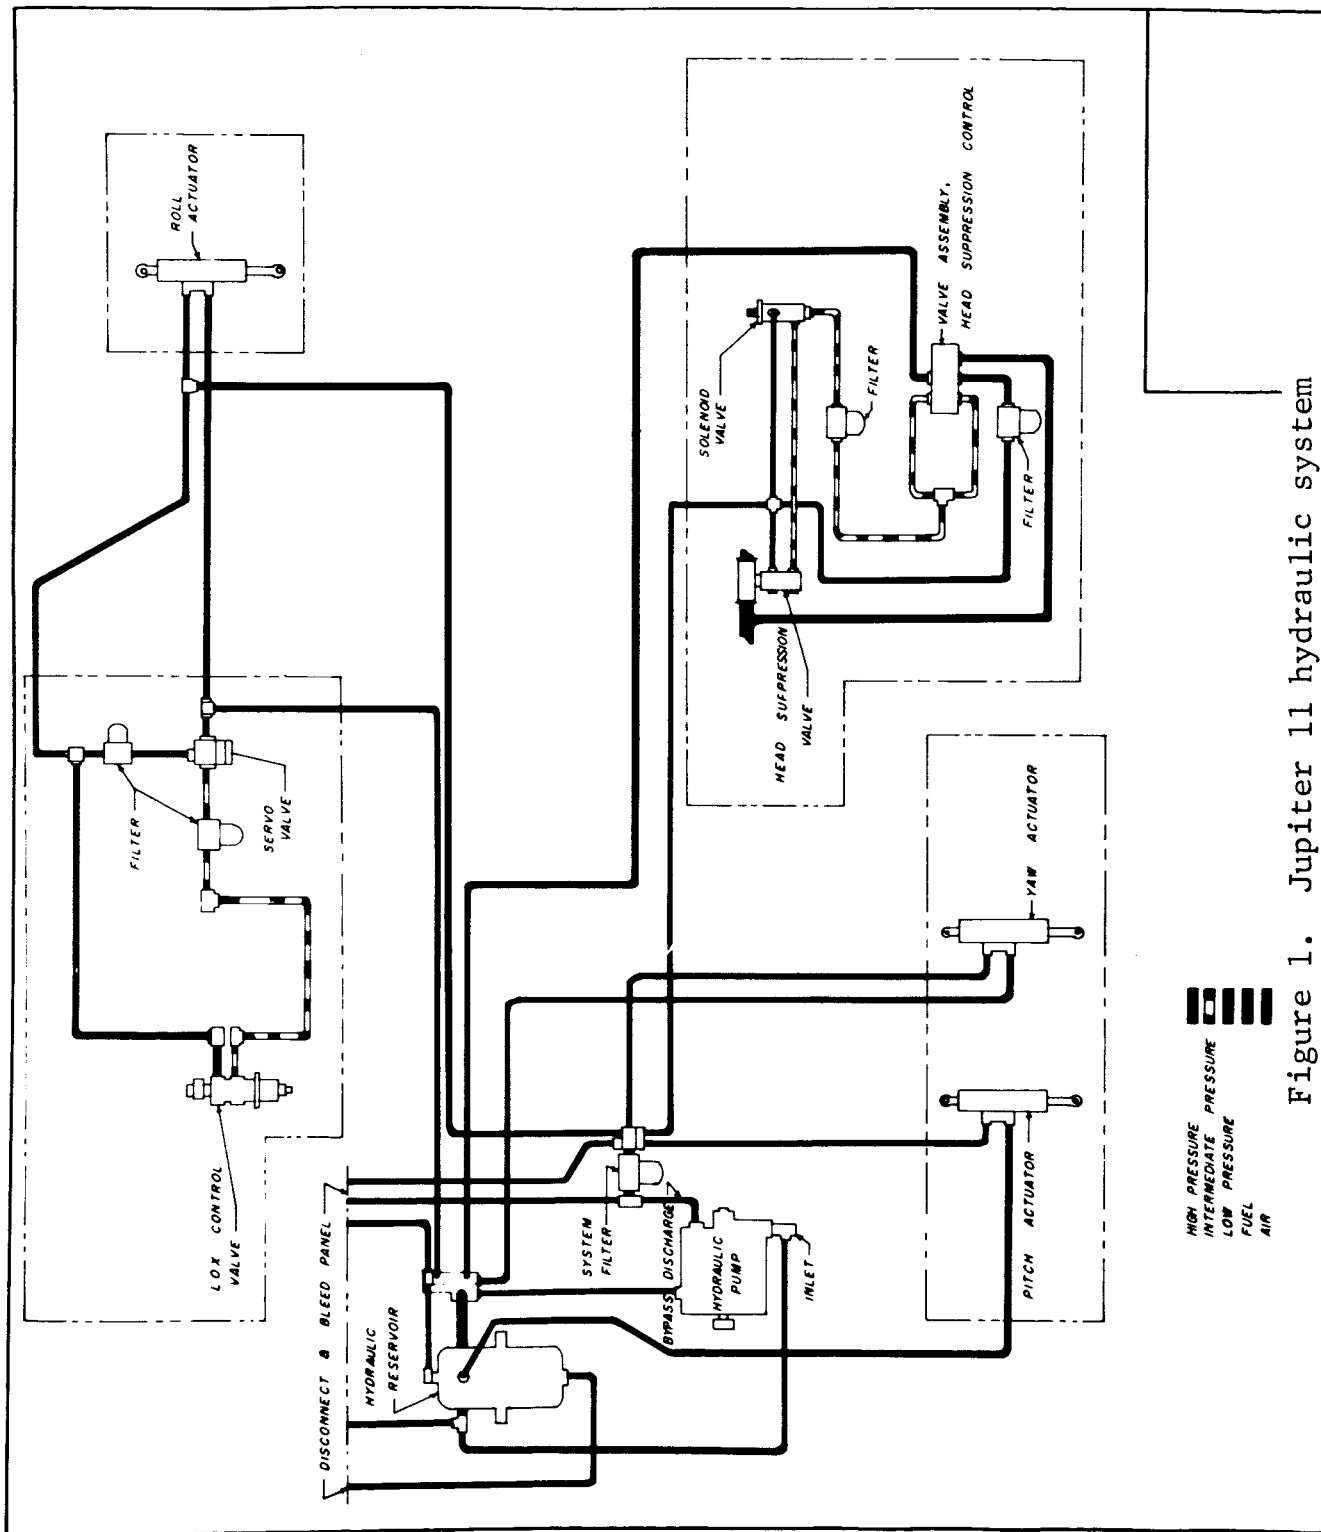 ROLL
ACTUATOR
FILTER
SERVO
VALVE
LOX CONTROL
VALVE
DISCONNECT & BLEED PANEL
HYDRAULIC
RESERVOIR
SYSTEM
FILTER
BYPASS
DISCHARGE
HYDRAULIC
PUMP
INLET
SOLENOID
VALVE
FILTER
VALVE ASSEMBLY,
HEAD SUPPRESSION CONTROL
FILTER
HEAD SUPPRESSION
VALVE
YAW ACTUATOR
PITCH ACTUATOR
HIGH PRESSURE
INTERMEDIATE PRESSURE
LOW PRESSURE
FUEL
AIR
Figure 1. Jupiter 11 hydraulic system